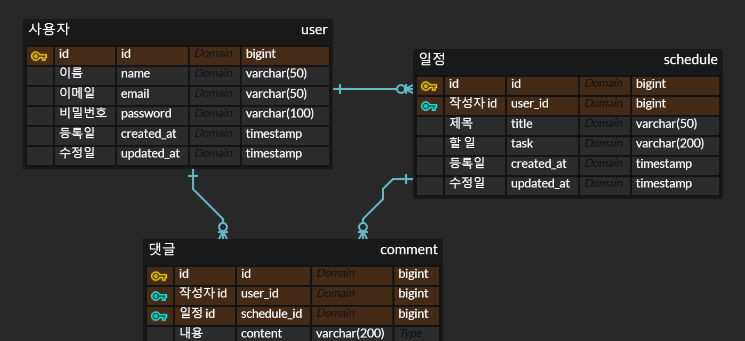 사용자 user
id id Domain bigint
이름 name Domain varchar(50)
이메일 email Domain varchar(50)
비밀번호 password Domain varchar(100)
등록일 created_at Domain timestamp
수정일 updated_at Domain timestamp
일정 schedule
id id Domain bigint
작성자 id user_id Domain bigint
제목 title Domain varchar(50)
할 일 task Domain varchar(200)
등록일 created_at Domain timestamp
수정일 updated_at Domain timestamp
댓글 comment
id id Domain bigint
작성자 id user_id Domain bigint
일정 id schedule_id Domain bigint
내용 content varchar(200) Type